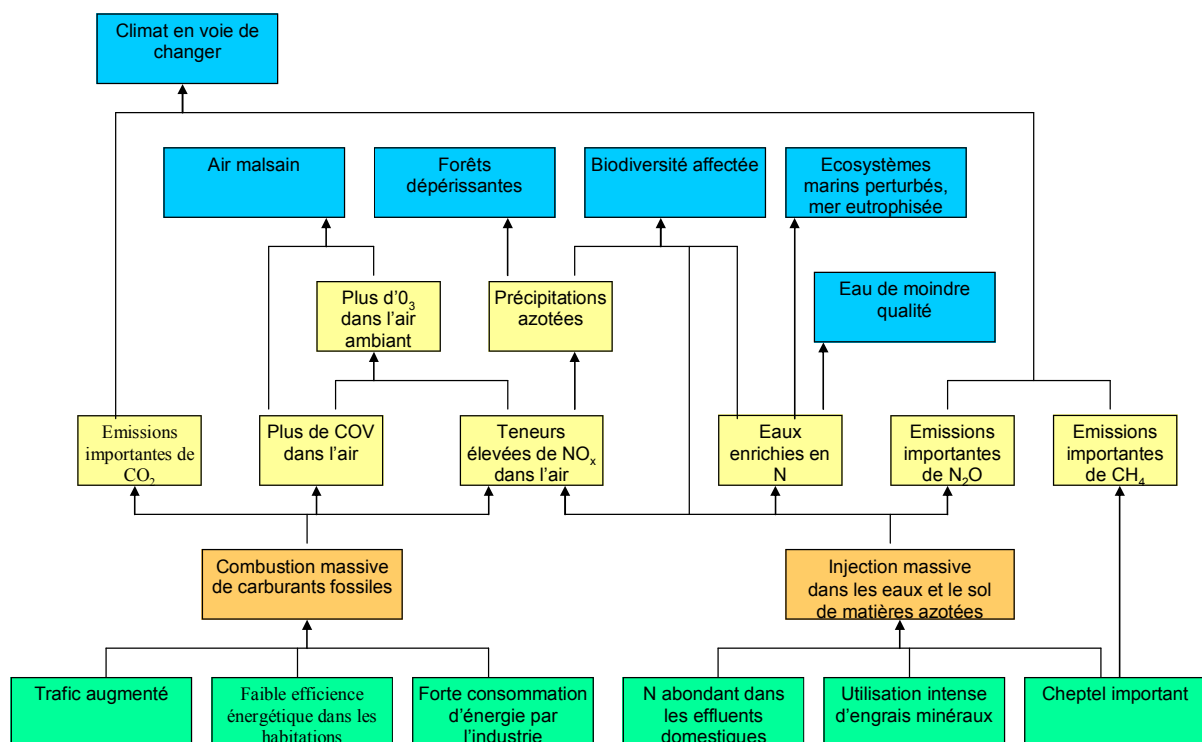 Climat en voie de
changer
Air malsain
Forêts
dépérissantes
Biodiversité affectée
Ecosystèmes
marins perturbés,
mer eutrophisée
Plus d’0₃
dans l’air
ambiant
Précipitations
azotées
Eau de moindre
qualité
Emissions
importantes de
CO₂
Plus de COV
dans l’air
Teneurs
élevées de NOₓ
dans l’air
Eaux
enrichies en
N
Emissions
importantes
de N₂O
Emissions
importantes
de CH₄
Combustion massive
de carburants fossiles
Injection massive
dans les eaux et le sol
de matières azotées
Trafic augmenté
Faible efficience
énergétique dans les
habitations
Forte consommation
d’énergie par
l’industrie
N abondant dans
les effluents
domestiques
Utilisation intense
d’engrais minéraux
Cheptel important